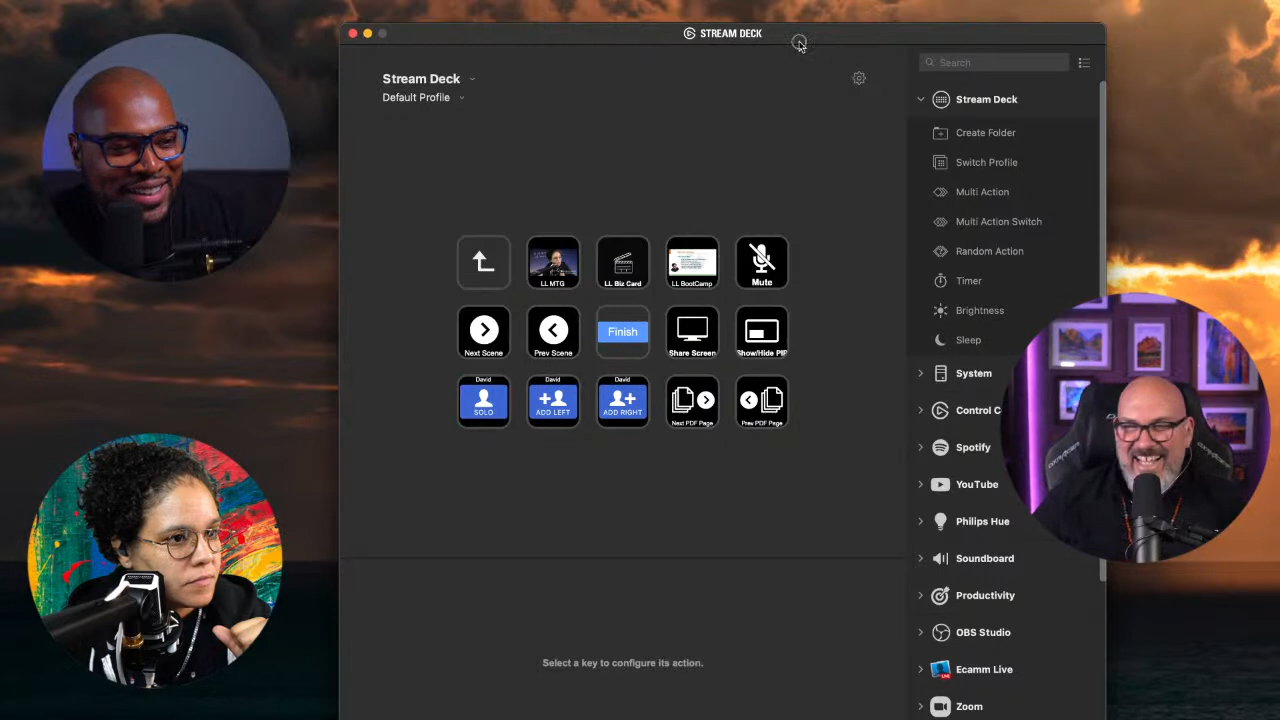 STREAM DECK
Stream Deck
Default Profile
Search
Stream Deck
Create Folder
Switch Profile
Multi Action
Multi Action Switch
Random Action
Timer
Brightness
Sleep
System
Control C
Spotify
YouTube
Philips Hue
Soundboard
Productivity
OBS Studio
Ecamm Live
Zoom
LL MTG
LL Biz Card
LL BootCamp
Mute
Next Scene
Prev Scene
Finish
Share Screen
Show/Hide PIP
David
SOLO
David
ADD LEFT
David
ADD RIGHT
Next PDF Page
Prev PDF Page
Select a key to configure its action.